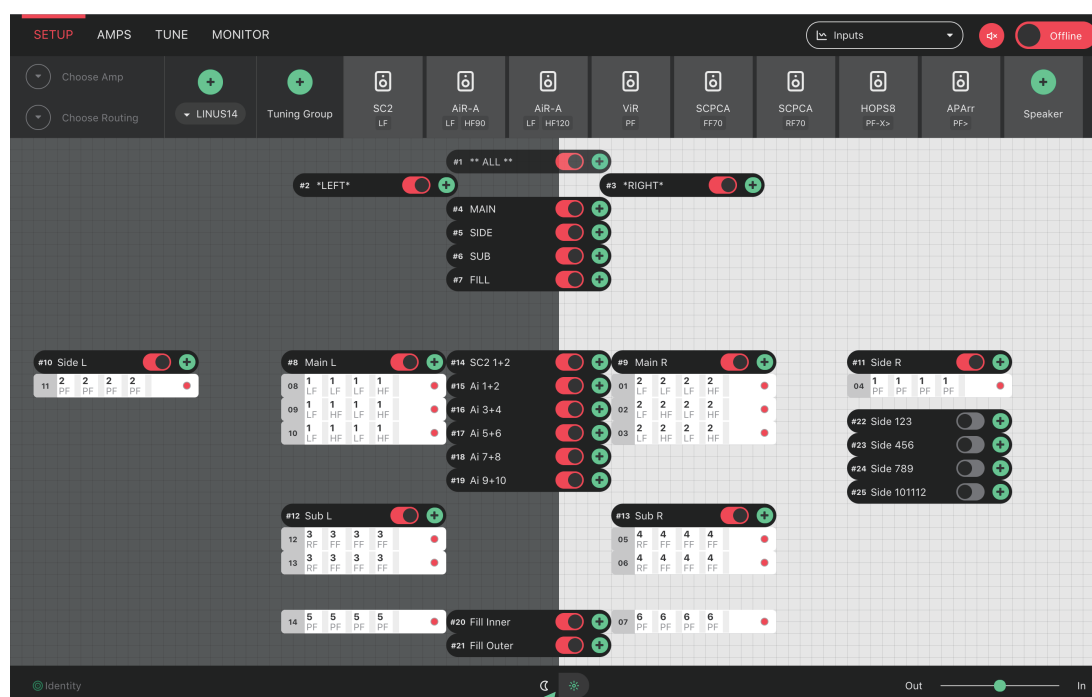 SETUP AMPS TUNE MONITOR Inputs Offline
Choose Amp
Choose Routing
LINUS14
Tuning Group
SC2
LF
AiR-A
LF HF90
AiR-A
LF HF120
ViR
PF
SCPCA
FF70
SCPCA
RF70
HOPS8
PF-X>
APArr
PF>
Speaker
#1 ** ALL **
#2 *LEFT*
#3 *RIGHT*
#4 MAIN
#5 SIDE
#6 SUB
#7 FILL
#10 Side L
11 2 2 2 2
PF PF PF PF
#8 Main L
08 1 1 1 1
LF LF LF HF
09 1 1 1 1
LF HF LF HF
10 1 1 1 1
LF HF LF HF
#14 SC2 1+2
#15 Ai 1+2
#16 Ai 3+4
#17 Ai 5+6
#18 Ai 7+8
#19 Ai 9+10
#9 Main R
01 2 2 2 2
LF LF LF HF
02 2 2 2 2
LF HF LF HF
03 2 2 2 2
LF HF LF HF
#11 Side R
04 1 1 1 1
PF PF PF PF
#22 Side 123
#23 Side 456
#24 Side 789
#25 Side 101112
#12 Sub L
12 3 3 3 3
RF FF FF FF
13 3 3 3 3
RF FF FF FF
#13 Sub R
05 4 4 4 4
RF FF FF FF
06 4 4 4 4
RF FF FF FF
14 5 5 5 5
PF PF PF PF
#20 Fill Inner
#21 Fill Outer
07 6 6 6 6
PF PF PF PF
Identity
Out In